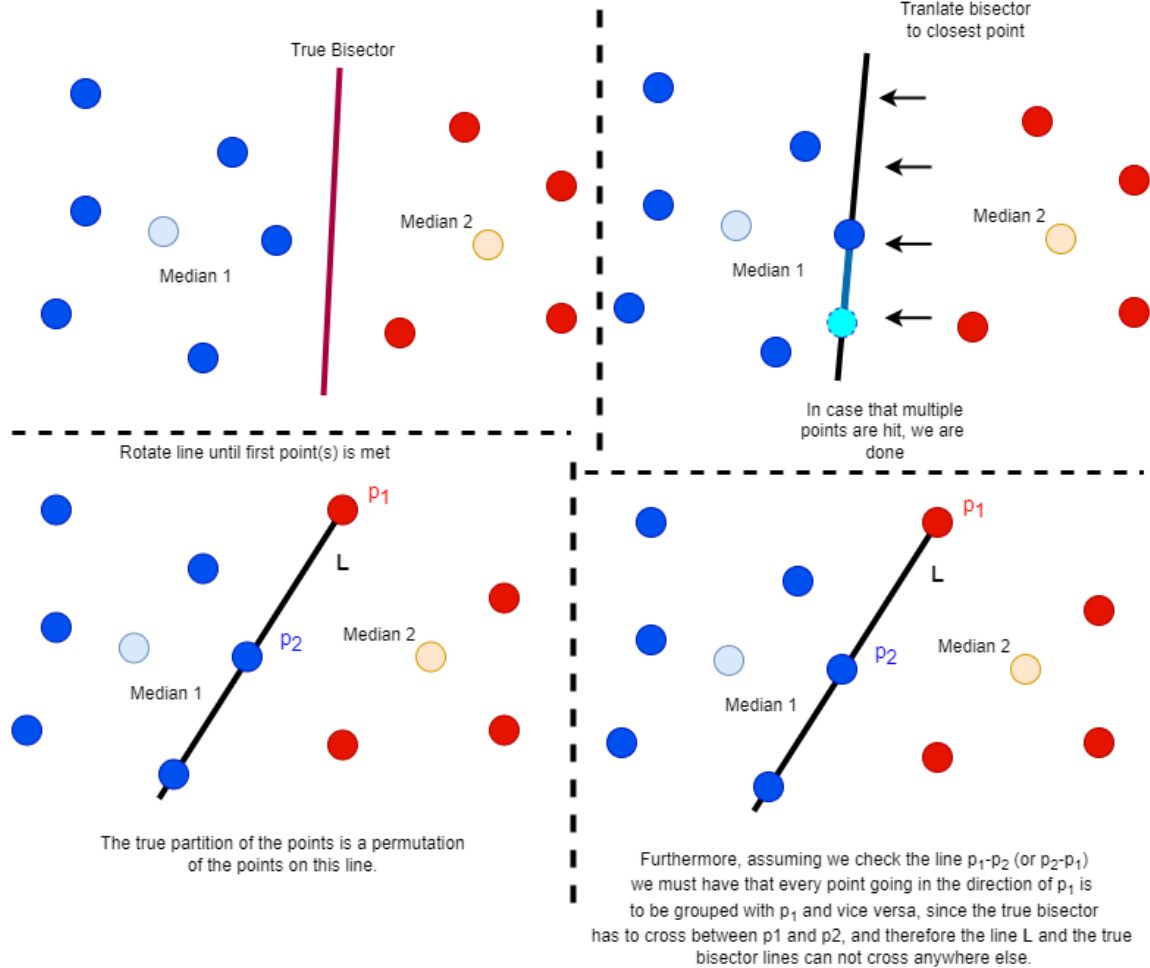 True Bisector
Median 1
Median 2
Tranlate bisector
to closest point
Median 1
Median 2
In case that multiple
points are hit, we are
done
Rotate line until first point(s) is met
p1
L
p2
Median 2
Median 1
The true partition of the points is a permutation
of the points on this line.
p1
L
p2
Median 2
Median 1
Furthermore, assuming we check the line p1-p2 (or p2-p1)
we must have that every point going in the direction of p1 is
to be grouped with p1 and vice versa, since the true bisector
has to cross between p1 and p2, and therefore the line L and the true
bisector lines can not cross anywhere else.